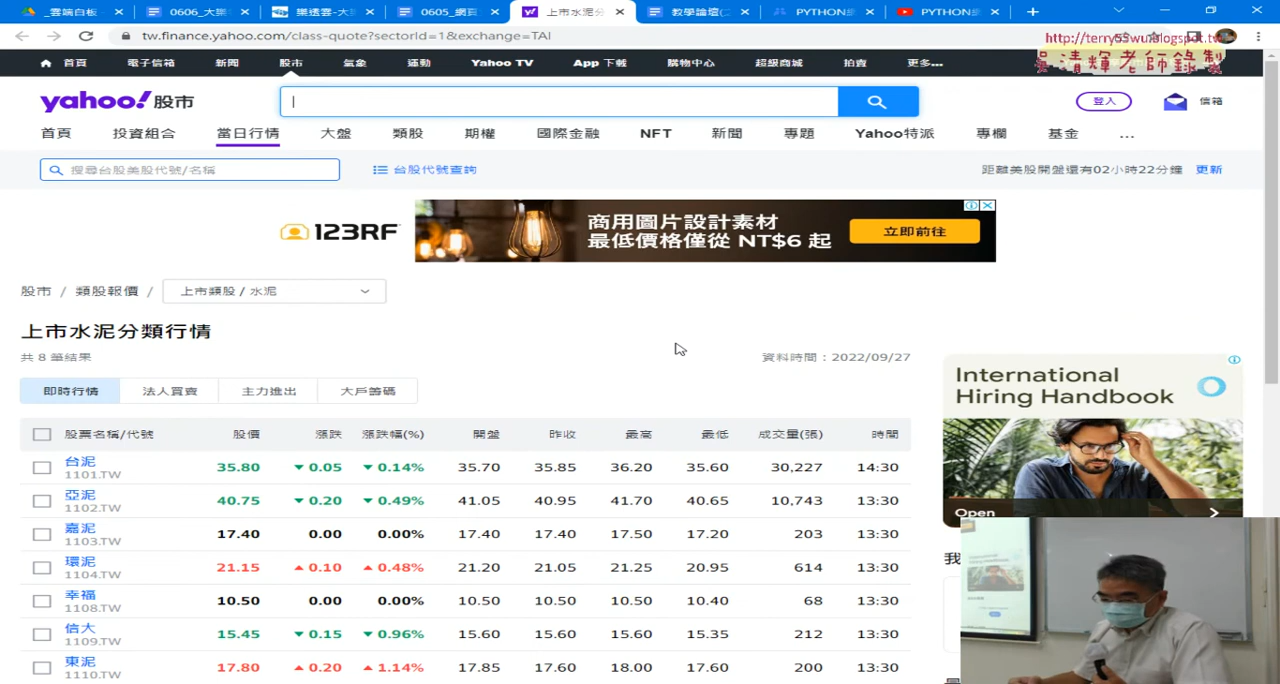 0606_大樂
樂透雲-大
0605_網頁
上市水泥分
教學論壇(二
PYTHON
PYTHON
tw.finance.yahoo.com/class-quote?sectorId=1&exchange=TAI
http://terry55wu.blogspot.tw
吳清輝老師錄製
首頁 電子信箱 新聞 股市 氣象 運動 Yahoo TV App 下載 購物中心 超級商城 拍賣 更多...
yahoo!股市
登入 信箱
首頁 投資組合 當日行情 大盤 類股 期權 國際金融 NFT 新聞 專題 Yahoo特派 專欄 基金 ...
搜尋台股美股代號/名稱 台股代號查詢 距離美股開盤還有02小時22分鐘 更新
123RF
商用圖片設計素材
最低價格僅從 NT$6 起
立即前往
股市 / 類股報價 / 上市類股 / 水泥
上市水泥分類行情
共 8 筆結果 資料時間：2022/09/27
即時行情 法人買賣 主力進出 大戶籌碼
股票名稱/代號 股價 漲跌 漲跌幅(%) 開盤 昨收 最高 最低 成交量(張) 時間
台泥 35.80 0.05 0.14% 35.70 35.85 36.20 35.60 30,227 14:30
1101.TW
亞泥 40.75 0.20 0.49% 41.05 40.95 41.70 40.65 10,743 13:30
1102.TW
嘉泥 17.40 0.00 0.00% 17.40 17.40 17.50 17.20 203 13:30
1103.TW
環泥 21.15 0.10 0.48% 21.20 21.05 21.25 20.95 614 13:30
1104.TW
幸福 10.50 0.00 0.00% 10.50 10.50 10.50 10.40 68 13:30
1108.TW
信大 15.45 0.15 0.96% 15.60 15.60 15.60 15.35 212 13:30
1109.TW
東泥 17.80 0.20 1.14% 17.85 17.60 18.00 17.60 200 13:30
1110.TW
International
Hiring Handbook
Open
我